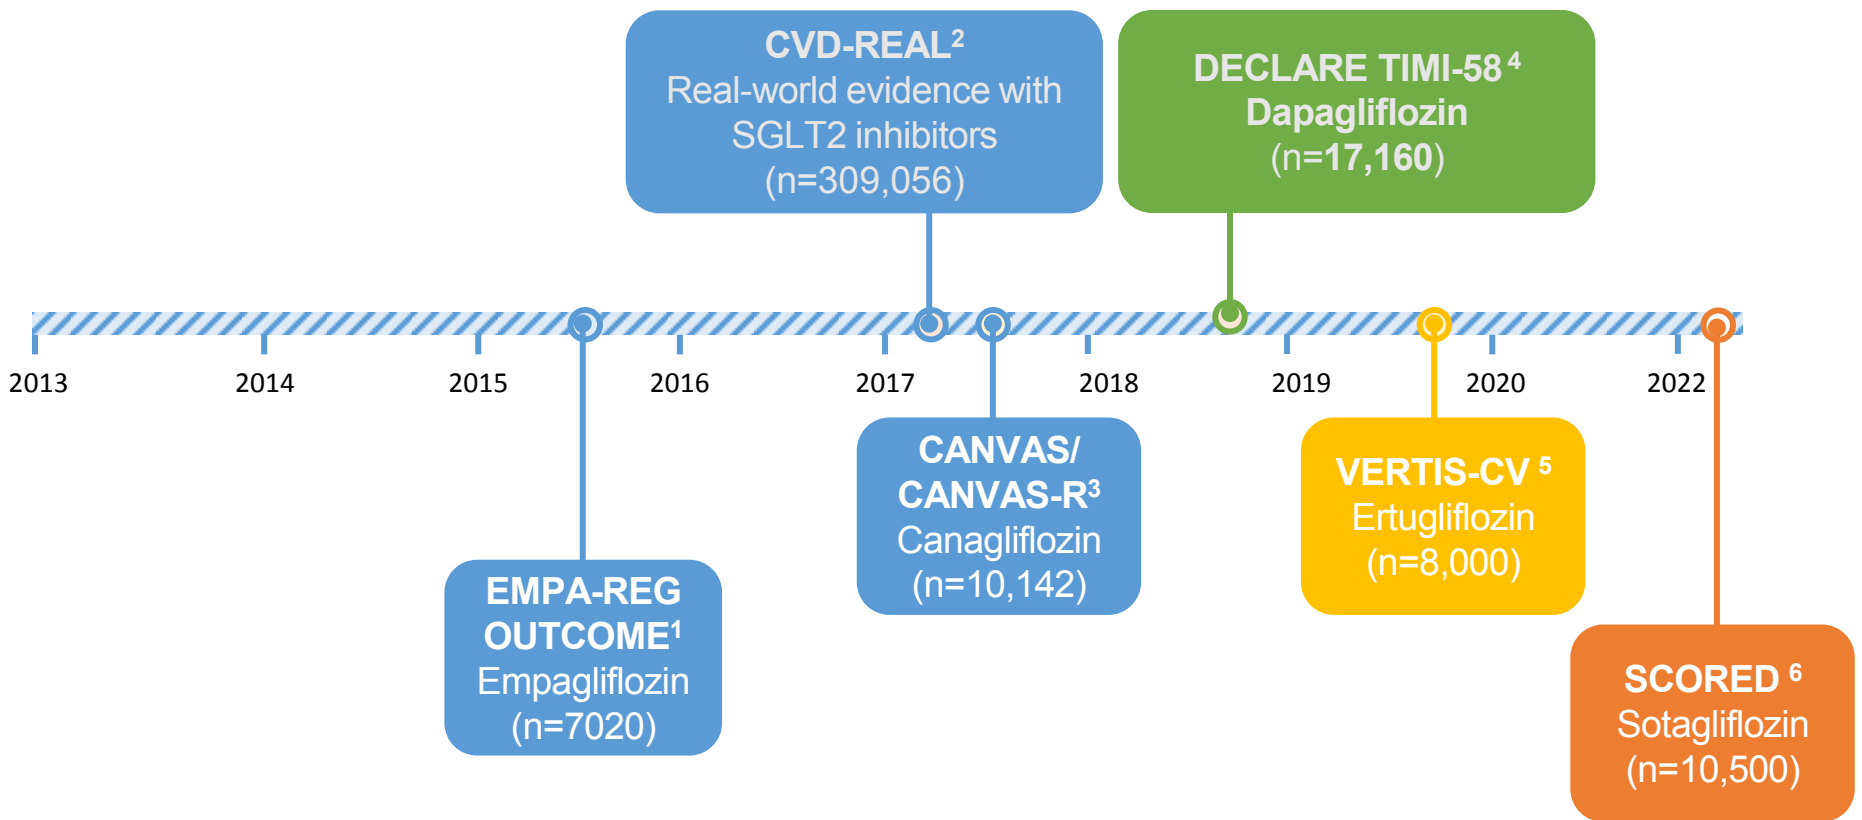 CVD-REAL²
Real-world evidence with
SGLT2 inhibitors
(n=309,056)
DECLARE TIMI-58 ⁴
Dapagliflozin
(n=17,160)
2013
2014
2015
2016
2017
2018
2019
2020
2022
EMPA-REG
OUTCOME¹
Empagliflozin
(n=7020)
CANVAS/
CANVAS-R³
Canagliflozin
(n=10,142)
VERTIS-CV ⁵
Ertugliflozin
(n=8,000)
SCORED ⁶
Sotagliflozin
(n=10,500)